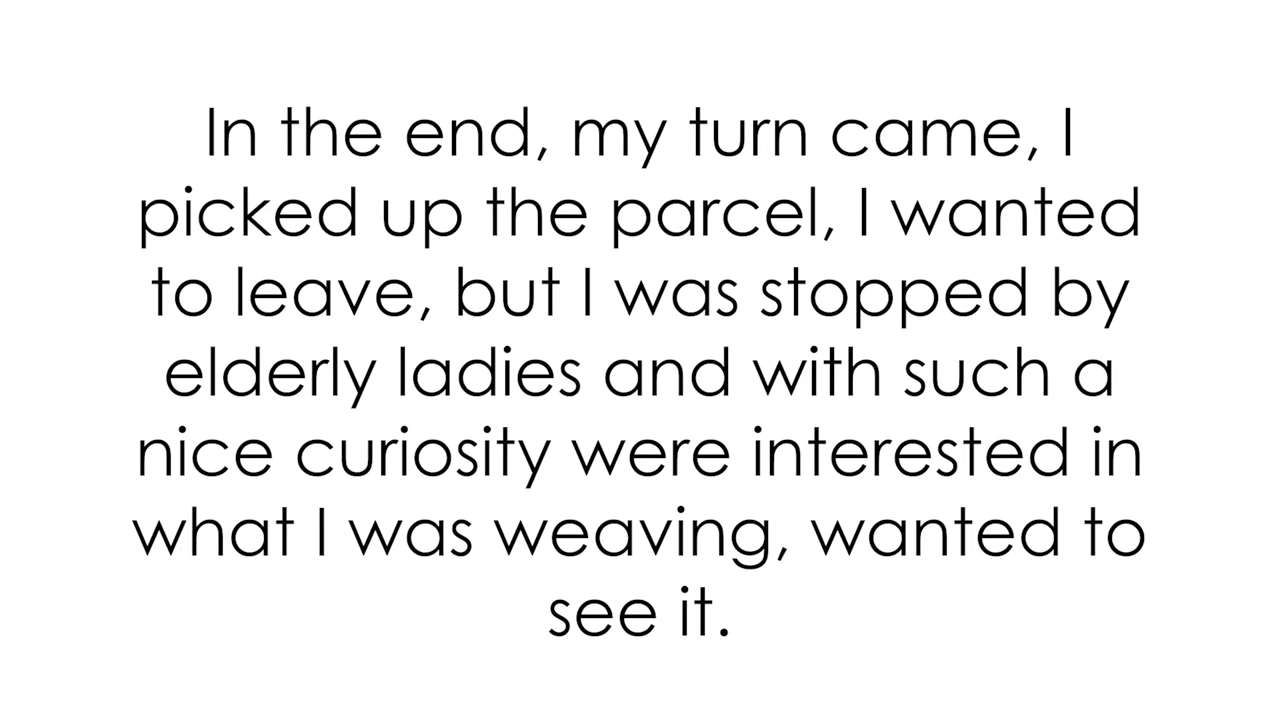 In the end, my turn came, I
picked up the parcel, I wanted
to leave, but I was stopped by
elderly ladies and with such a
nice curiosity were interested in
what I was weaving, wanted to
see it.